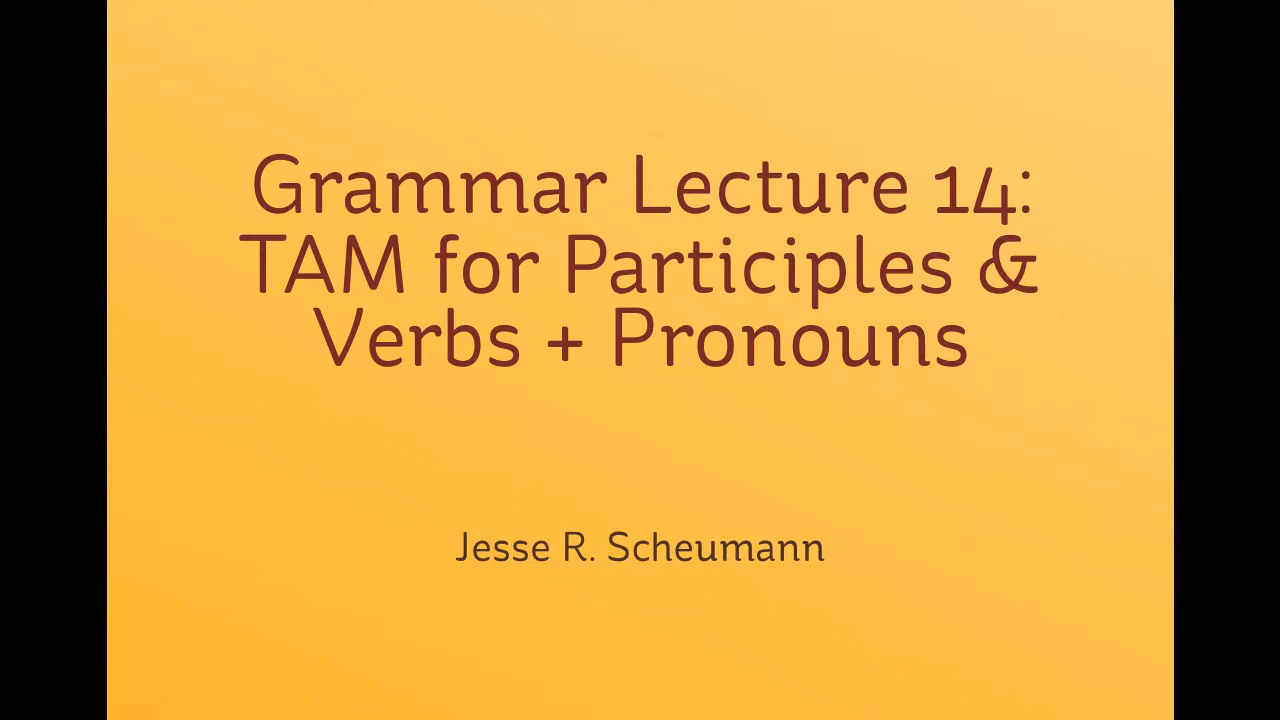 Grammar Lecture 14:
TAM for Participles &
Verbs + Pronouns
Jesse R. Scheumann